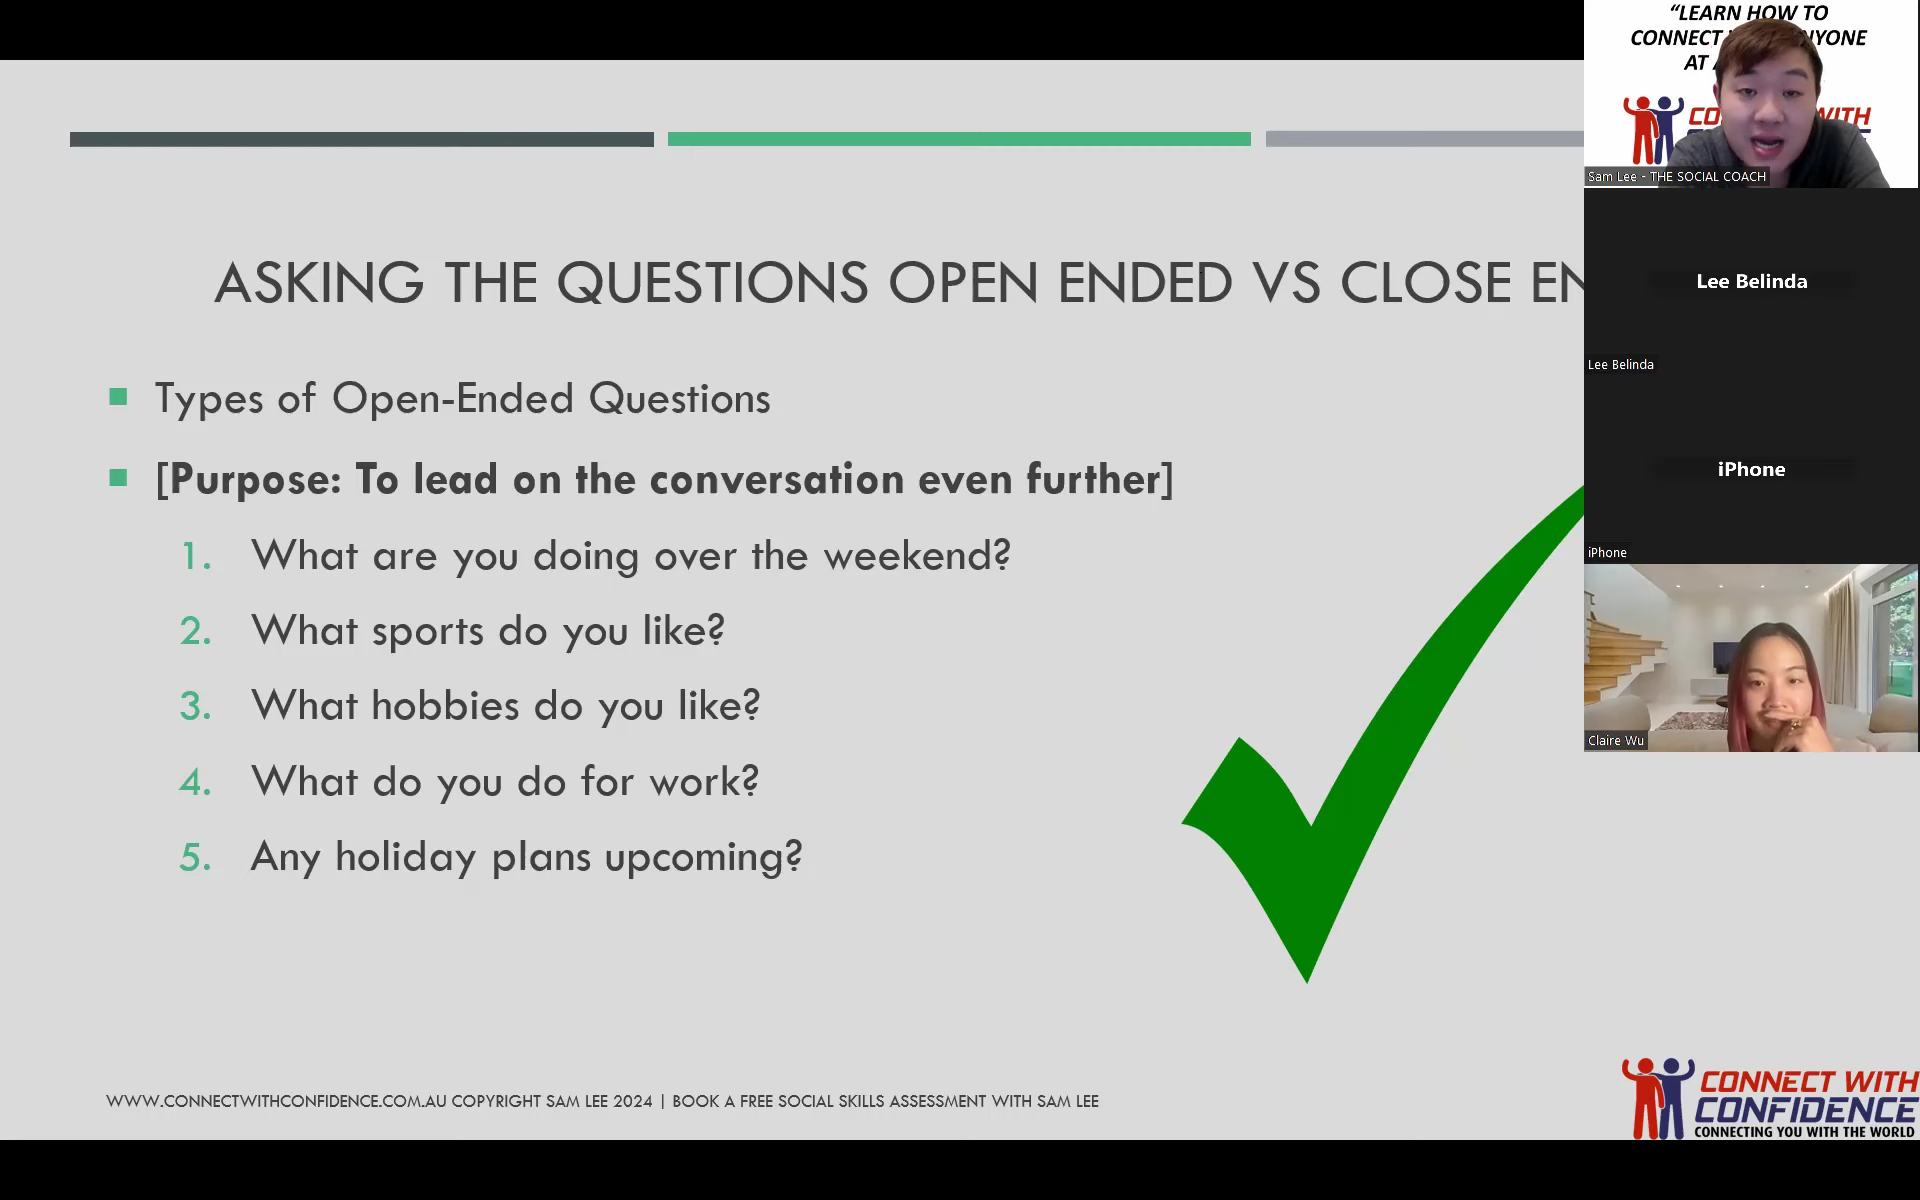 ASKING THE QUESTIONS OPEN ENDED VS CLOSE EN
Types of Open-Ended Questions
[Purpose: To lead on the conversation even further]
1. What are you doing over the weekend?
2. What sports do you like?
3. What hobbies do you like?
4. What do you do for work?
5. Any holiday plans upcoming?
WWW.CONNECTWITHCONFIDENCE.COM.AU COPYRIGHT SAM LEE 2024 | BOOK A FREE SOCIAL SKILLS ASSESSMENT WITH SAM LEE
CONNECT WITH
CONFIDENCE
CONNECTING YOU WITH THE WORLD
"LEARN HOW TO
CONNECT NYONE
AT
CO WITH
Sam Lee - THE SOCIAL COACH
Lee Belinda
Lee Belinda
iPhone
iPhone
Claire Wu